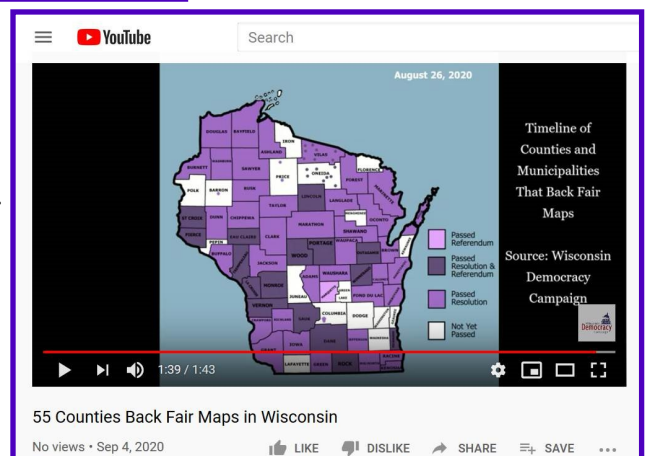 YouTube
Search
August 26, 2020
DOUGLAS
BAYFIELD
IRON
ASHLAND
VILAS
BURNETT
WASHBURN
SAWYER
PRICE
ONEIDA
FLORENCE
FOREST
POLK
BARRON
RUSK
LINCOLN
LANGLADE
TAYLOR
OCONTO
ST CROIX
DUNN
CHIPPEWA
MARATHON
PIERCE
EAU CLAIRE
CLARK
SHAWANO
PEPIN
BUFFALO
JACKSON
WOOD
PORTAGE
WAUPACA
BROWN
MONROE
JUNEAU
ADAMS
WAUSHARA
VERNON
FOND DU LAC
SAUK
COLUMBIA
DODGE
RICHLAND
GRANT
IOWA
DANE
LAFAYETTE
GREEN
ROCK
RACINE
Passed
Referendum
Passed
Resolution &
Referendum
Passed
Resolution
Not Yet
Passed
Timeline of
Counties and
Municipalities
That Back Fair
Maps
Source: Wisconsin
Democracy
Campaign
Democracy
1:39 / 1:43
55 Counties Back Fair Maps in Wisconsin
No views • Sep 4, 2020
LIKE
DISLIKE
SHARE
SAVE